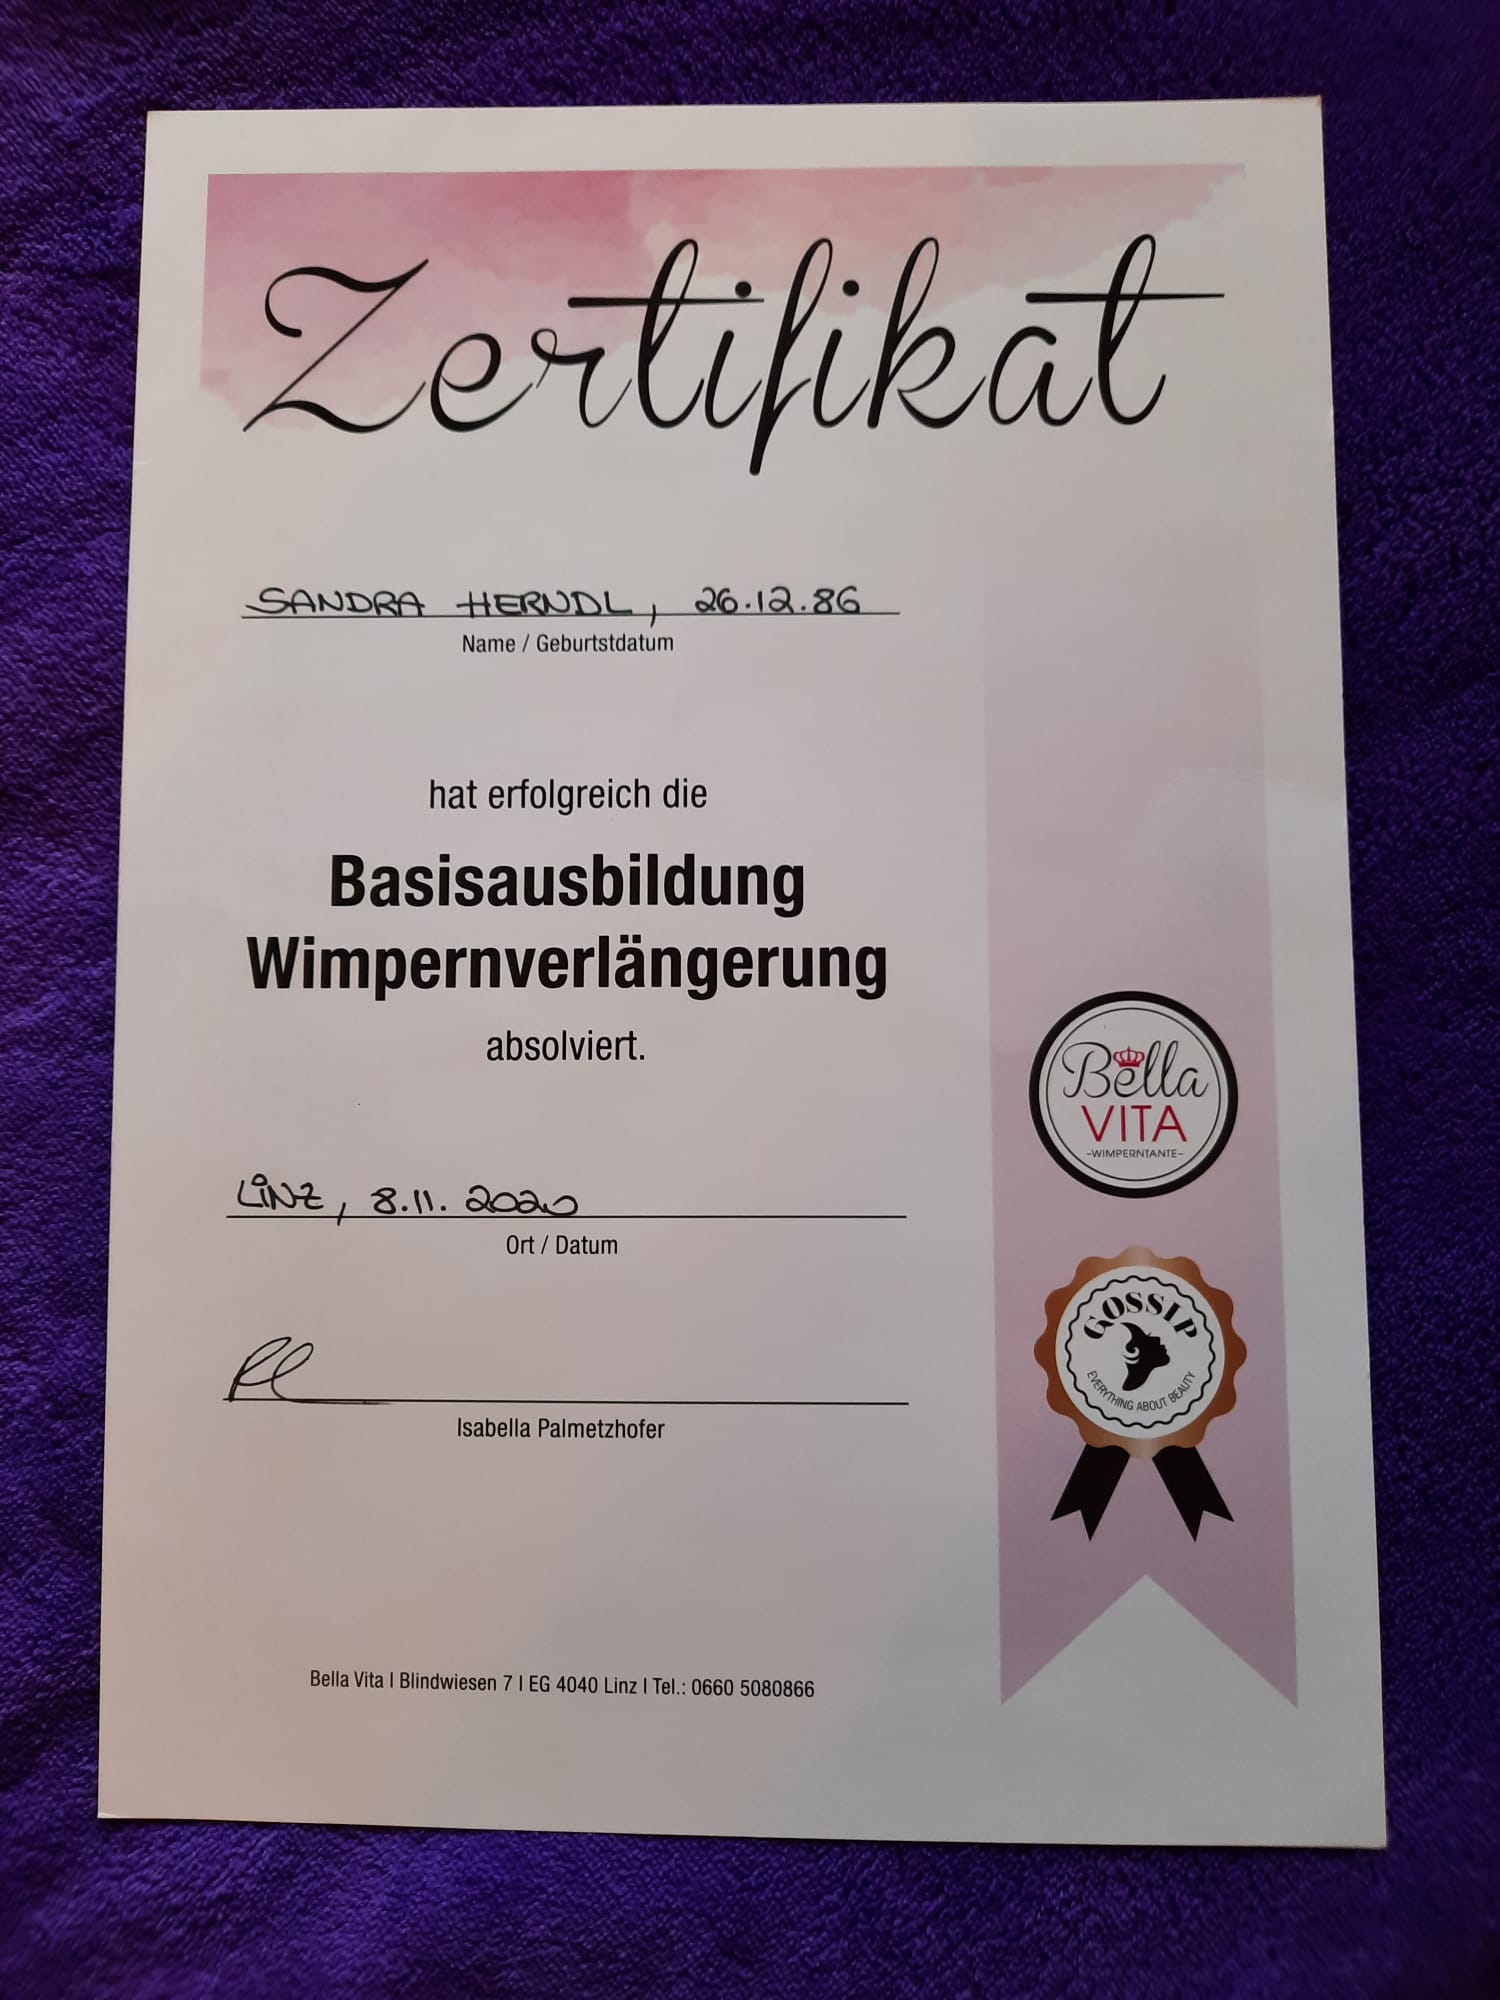 Zertifikat
SANDRA HERNDL, 26.12.86
Name / Geburtstdatum
hat erfolgreich die
Basisausbildung
Wimpernverlängerung
absolviert.
Bella
VITA
-WIMPERNTANTE-
LINZ, 8.11. 2020
Ort / Datum
GOSSIP
EVERYTHING ABOUT BEAUTY
Isabella Palmetzhofer
Bella Vita I Blindwiesen 7 I EG 4040 Linz I Tel.: 0660 5080866